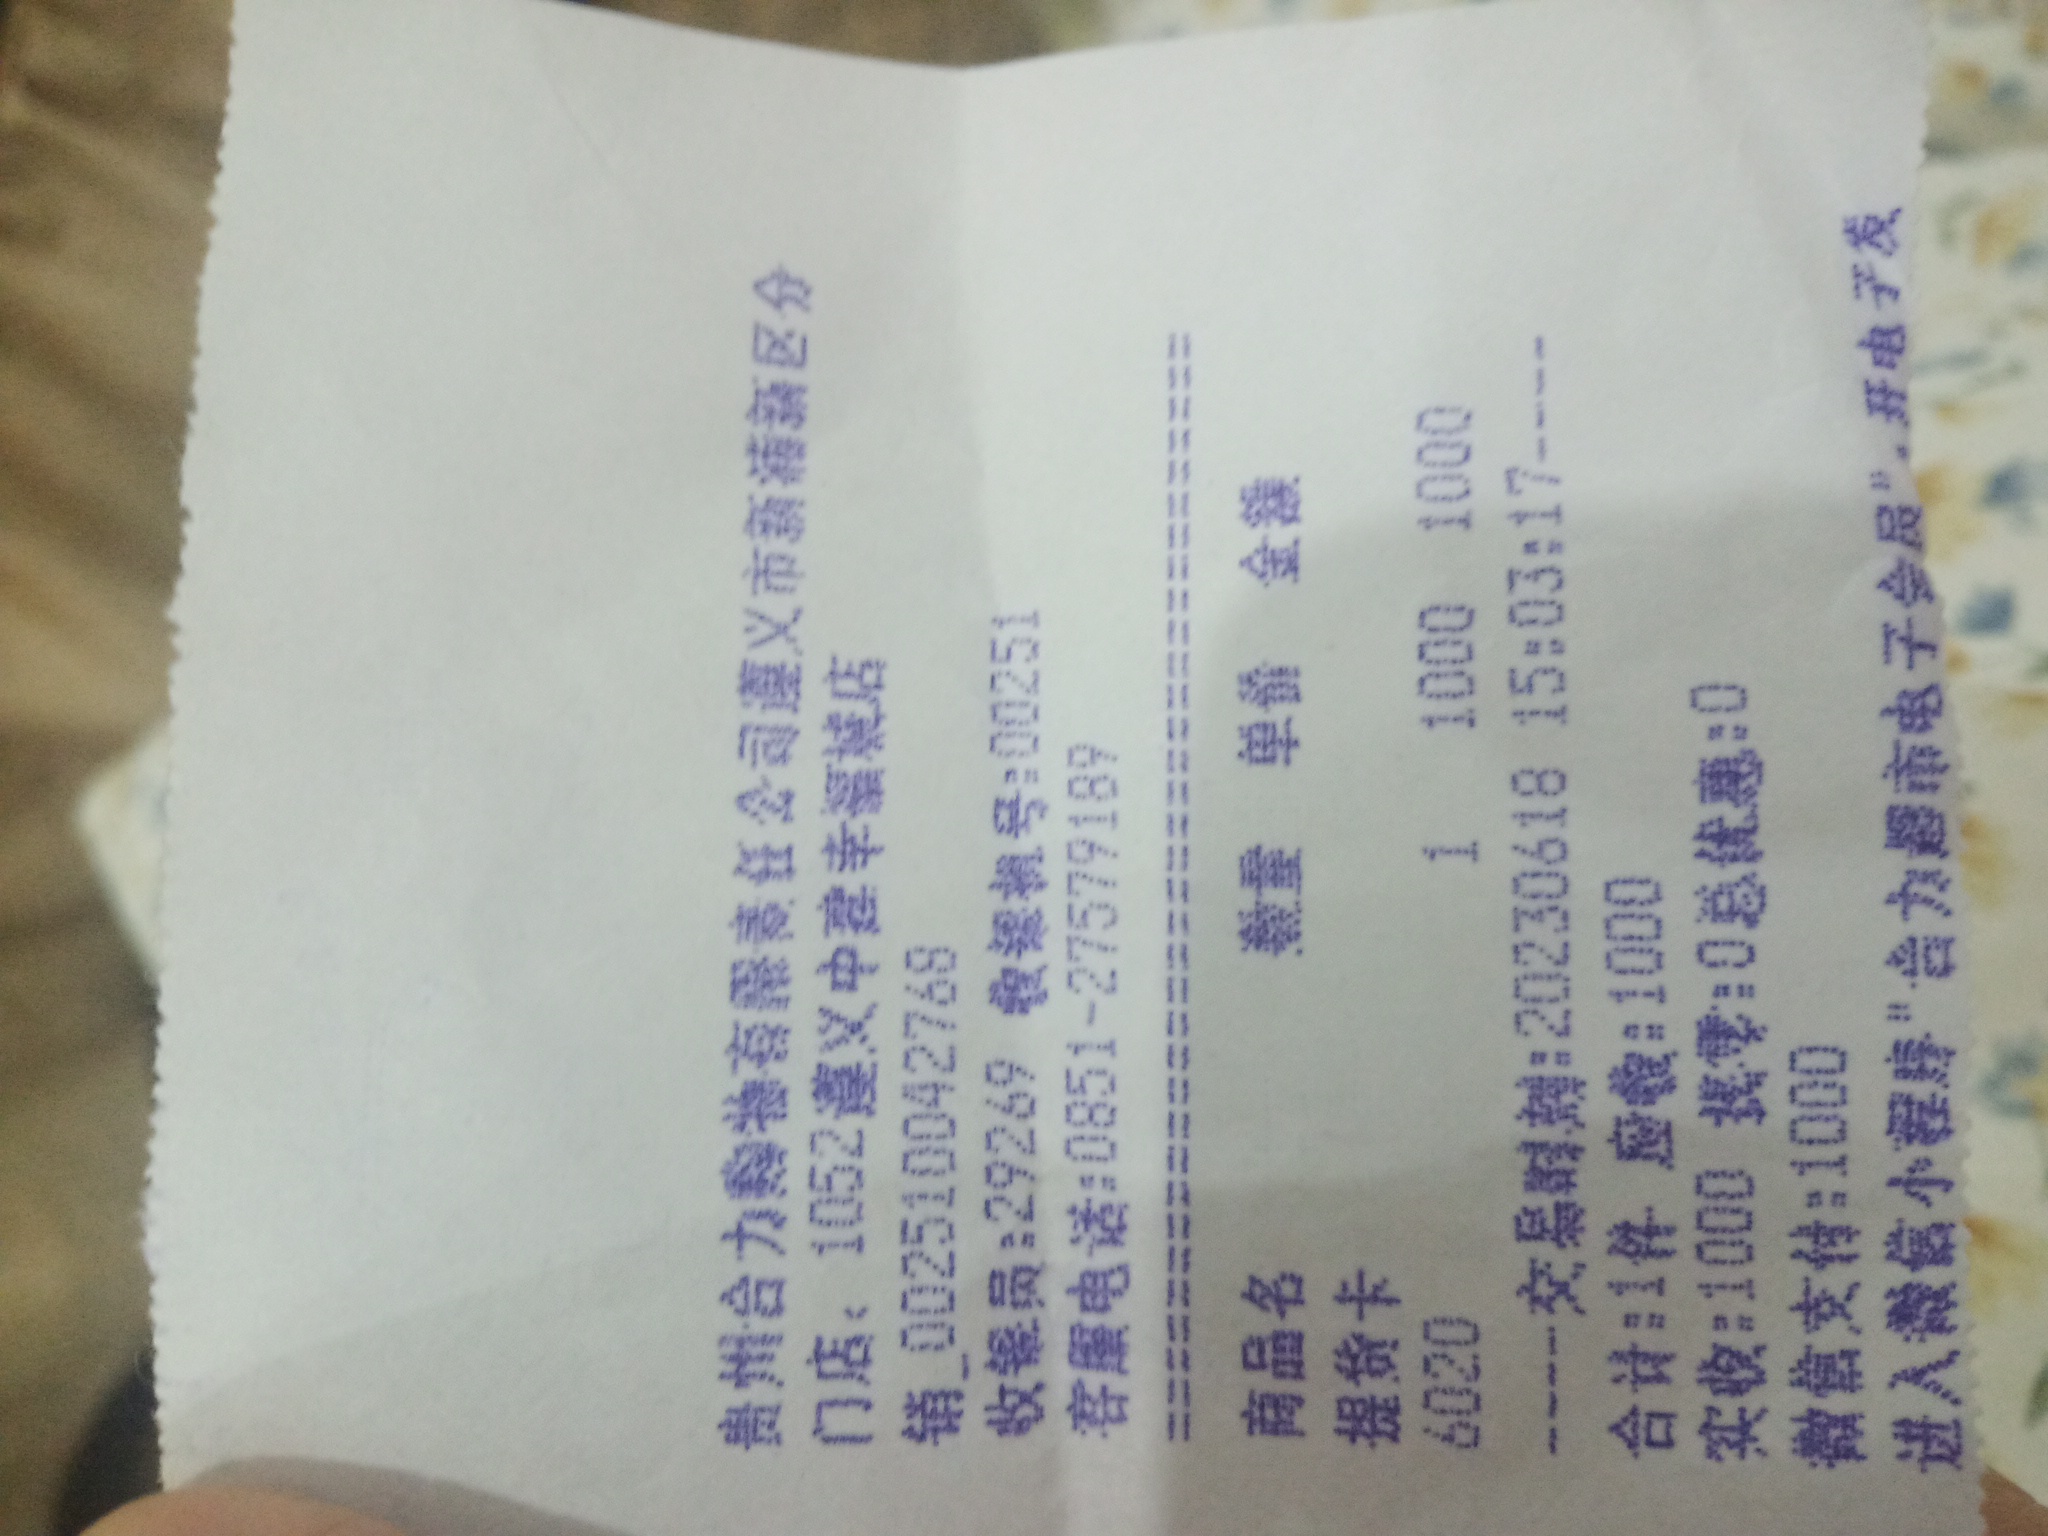 贵州合力购物有限责任公司遵义市新蒲新区分
门店: 1052遵义中建幸福城店
销_002510042768
收银员:29269 收银机号:00251
客服电话:0851-27579189
================================
商品名 数量 单价 金额
提货卡
6020 1 1000 1000
-----交易明细:20230618 15:03:17-----
合计:1件 应收:1000
实收:1000 找零:0总优惠:0
微信支付:1000
进入微信小程序"合力超市电子会员",开电子发